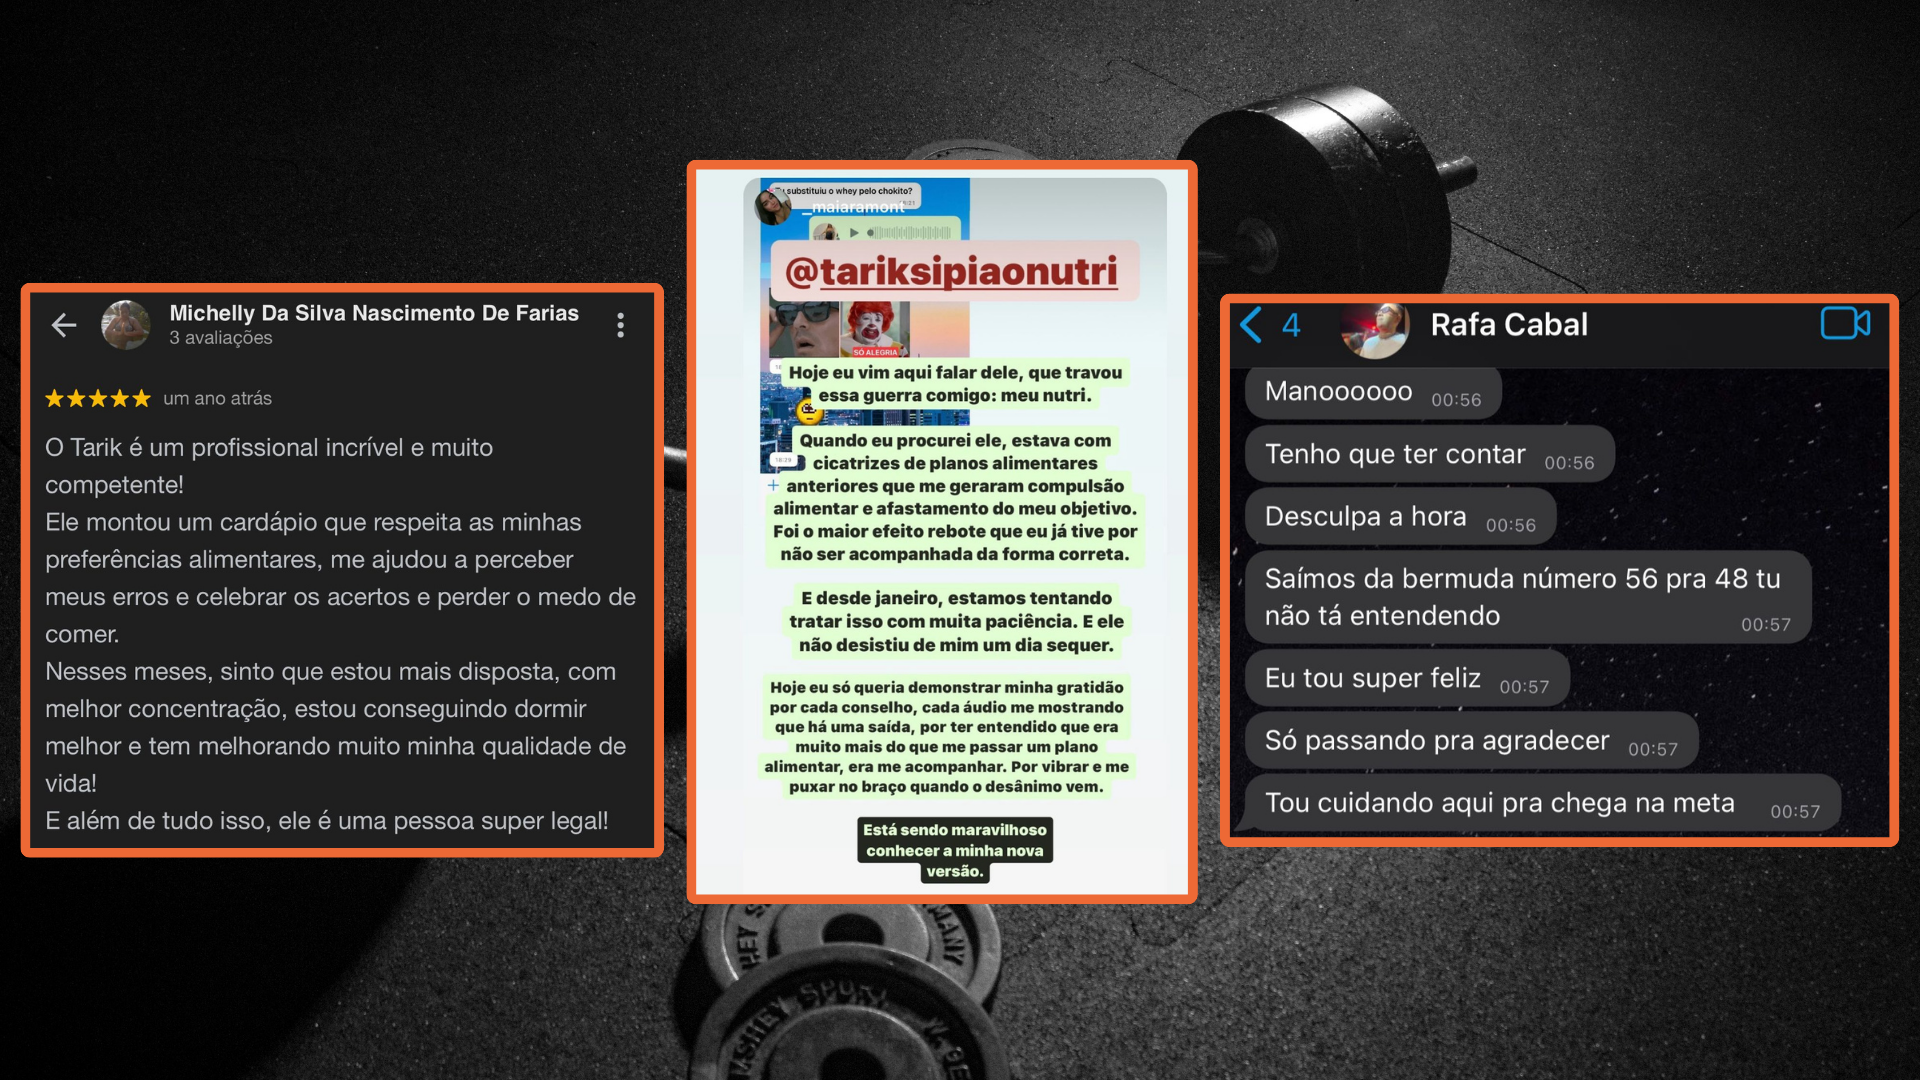 Michelly Da Silva Nascimento De Farias
3 avaliações
um ano atrás
O Tarik é um profissional incrível e muito
competente!
Ele montou um cardápio que respeita as minhas
preferências alimentares, me ajudou a perceber
meus erros e celebrar os acertos e perder o medo de
comer.
Nesses meses, sinto que estou mais disposta, com
melhor concentração, estou conseguindo dormir
melhor e tem melhorando muito minha qualidade de
vida!
E além de tudo isso, ele é uma pessoa super legal!
substituiu o whey pelo chokito?
_maiaramont
@tariksipiaonutri
SÓ ALEGRIA
Hoje eu vim aqui falar dele, que travou
essa guerra comigo: meu nutri.
Quando eu procurei ele, estava com
cicatrizes de planos alimentares
anteriores que me geraram compulsão
alimentar e afastamento do meu objetivo.
Foi o maior efeito rebote que eu já tive por
não ser acompanhada da forma correta.
18:29
E desde janeiro, estamos tentando
tratar isso com muita paciência. E ele
não desistiu de mim um dia sequer.
Hoje eu só queria demonstrar minha gratidão
por cada conselho, cada áudio me mostrando
que há uma saída, por ter entendido que era
muito mais do que me passar um plano
alimentar, era me acompanhar. Por vibrar e me
puxar no braço quando o desânimo vem.
Está sendo maravilhoso
conhecer a minha nova
versão.
4 Rafa Cabal
Manoooooo 00:56
Tenho que ter contar 00:56
Desculpa a hora 00:56
Saímos da bermuda número 56 pra 48 tu
não tá entendendo 00:57
Eu tou super feliz 00:57
Só passando pra agradecer 00:57
Tou cuidando aqui pra chega na meta 00:57
MANY
SPORT